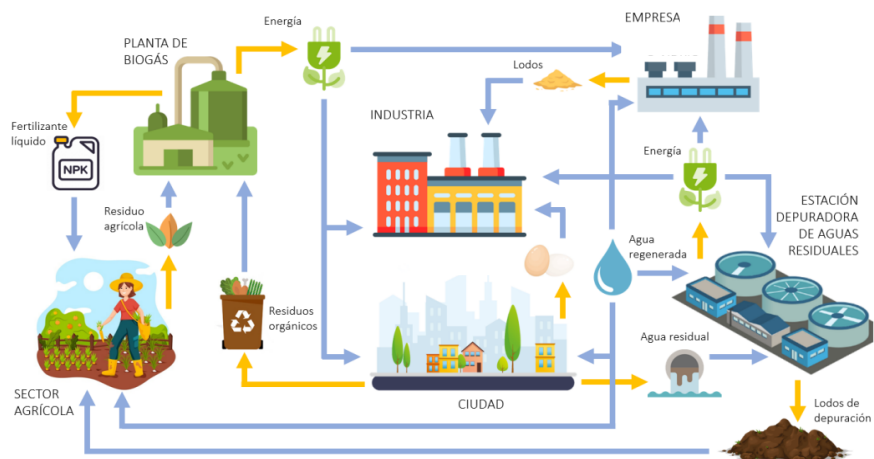 Energía
EMPRESA
PLANTA DE
BIOGÁS
Lodos
INDUSTRIA
Fertilizante
líquido
NPK
Energía
Residuo
agrícola
ESTACIÓN
DEPURADORA
DE AGUAS
RESIDUALES
Agua
regenerada
Residuos
orgánicos
Agua residual
SECTOR
AGRÍCOLA
CIUDAD
Lodos de
depuración